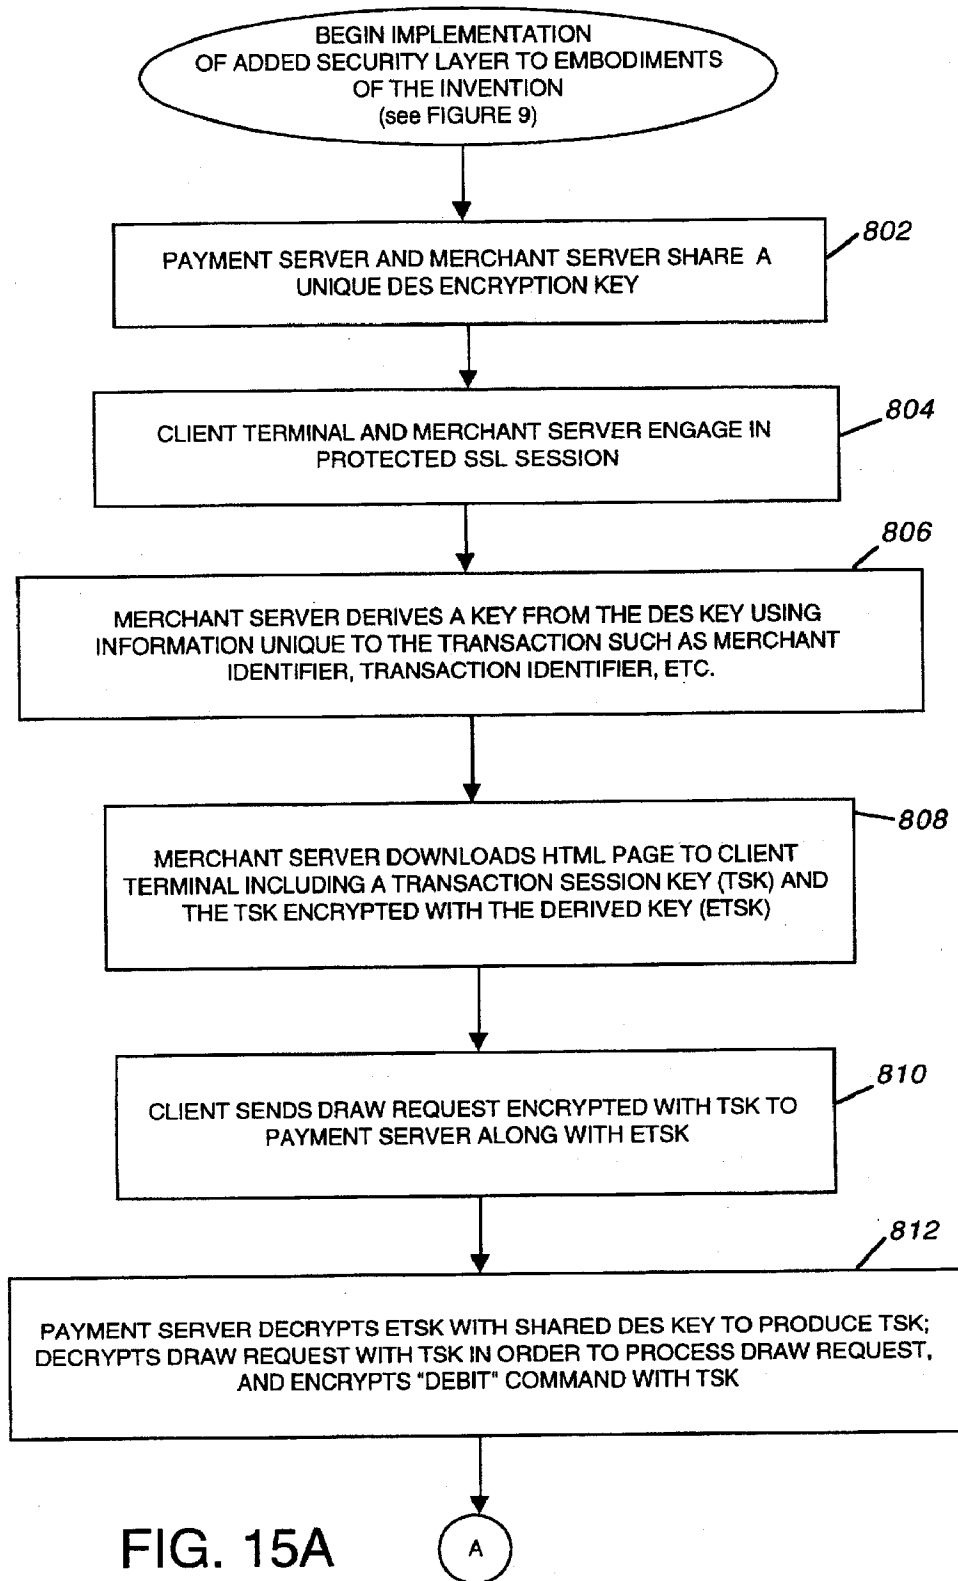 BEGIN IMPLEMENTATION
OF ADDED SECURITY LAYER TO EMBODIMENTS
OF THE INVENTION
(see FIGURE 9)
802
PAYMENT SERVER AND MERCHANT SERVER SHARE A
UNIQUE DES ENCRYPTION KEY
804
CLIENT TERMINAL AND MERCHANT SERVER ENGAGE IN
PROTECTED SSL SESSION
806
MERCHANT SERVER DERIVES A KEY FROM THE DES KEY USING
INFORMATION UNIQUE TO THE TRANSACTION SUCH AS MERCHANT
IDENTIFIER, TRANSACTION IDENTIFIER, ETC.
808
MERCHANT SERVER DOWNLOADS HTML PAGE TO CLIENT
TERMINAL INCLUDING A TRANSACTION SESSION KEY (TSK) AND
THE TSK ENCRYPTED WITH THE DERIVED KEY (ETSK)
810
CLIENT SENDS DRAW REQUEST ENCRYPTED WITH TSK TO
PAYMENT SERVER ALONG WITH ETSK
812
PAYMENT SERVER DECRYPTS ETSK WITH SHARED DES KEY TO PRODUCE TSK;
DECRYPTS DRAW REQUEST WITH TSK IN ORDER TO PROCESS DRAW REQUEST,
AND ENCRYPTS "DEBIT" COMMAND WITH TSK
FIG. 15A
A